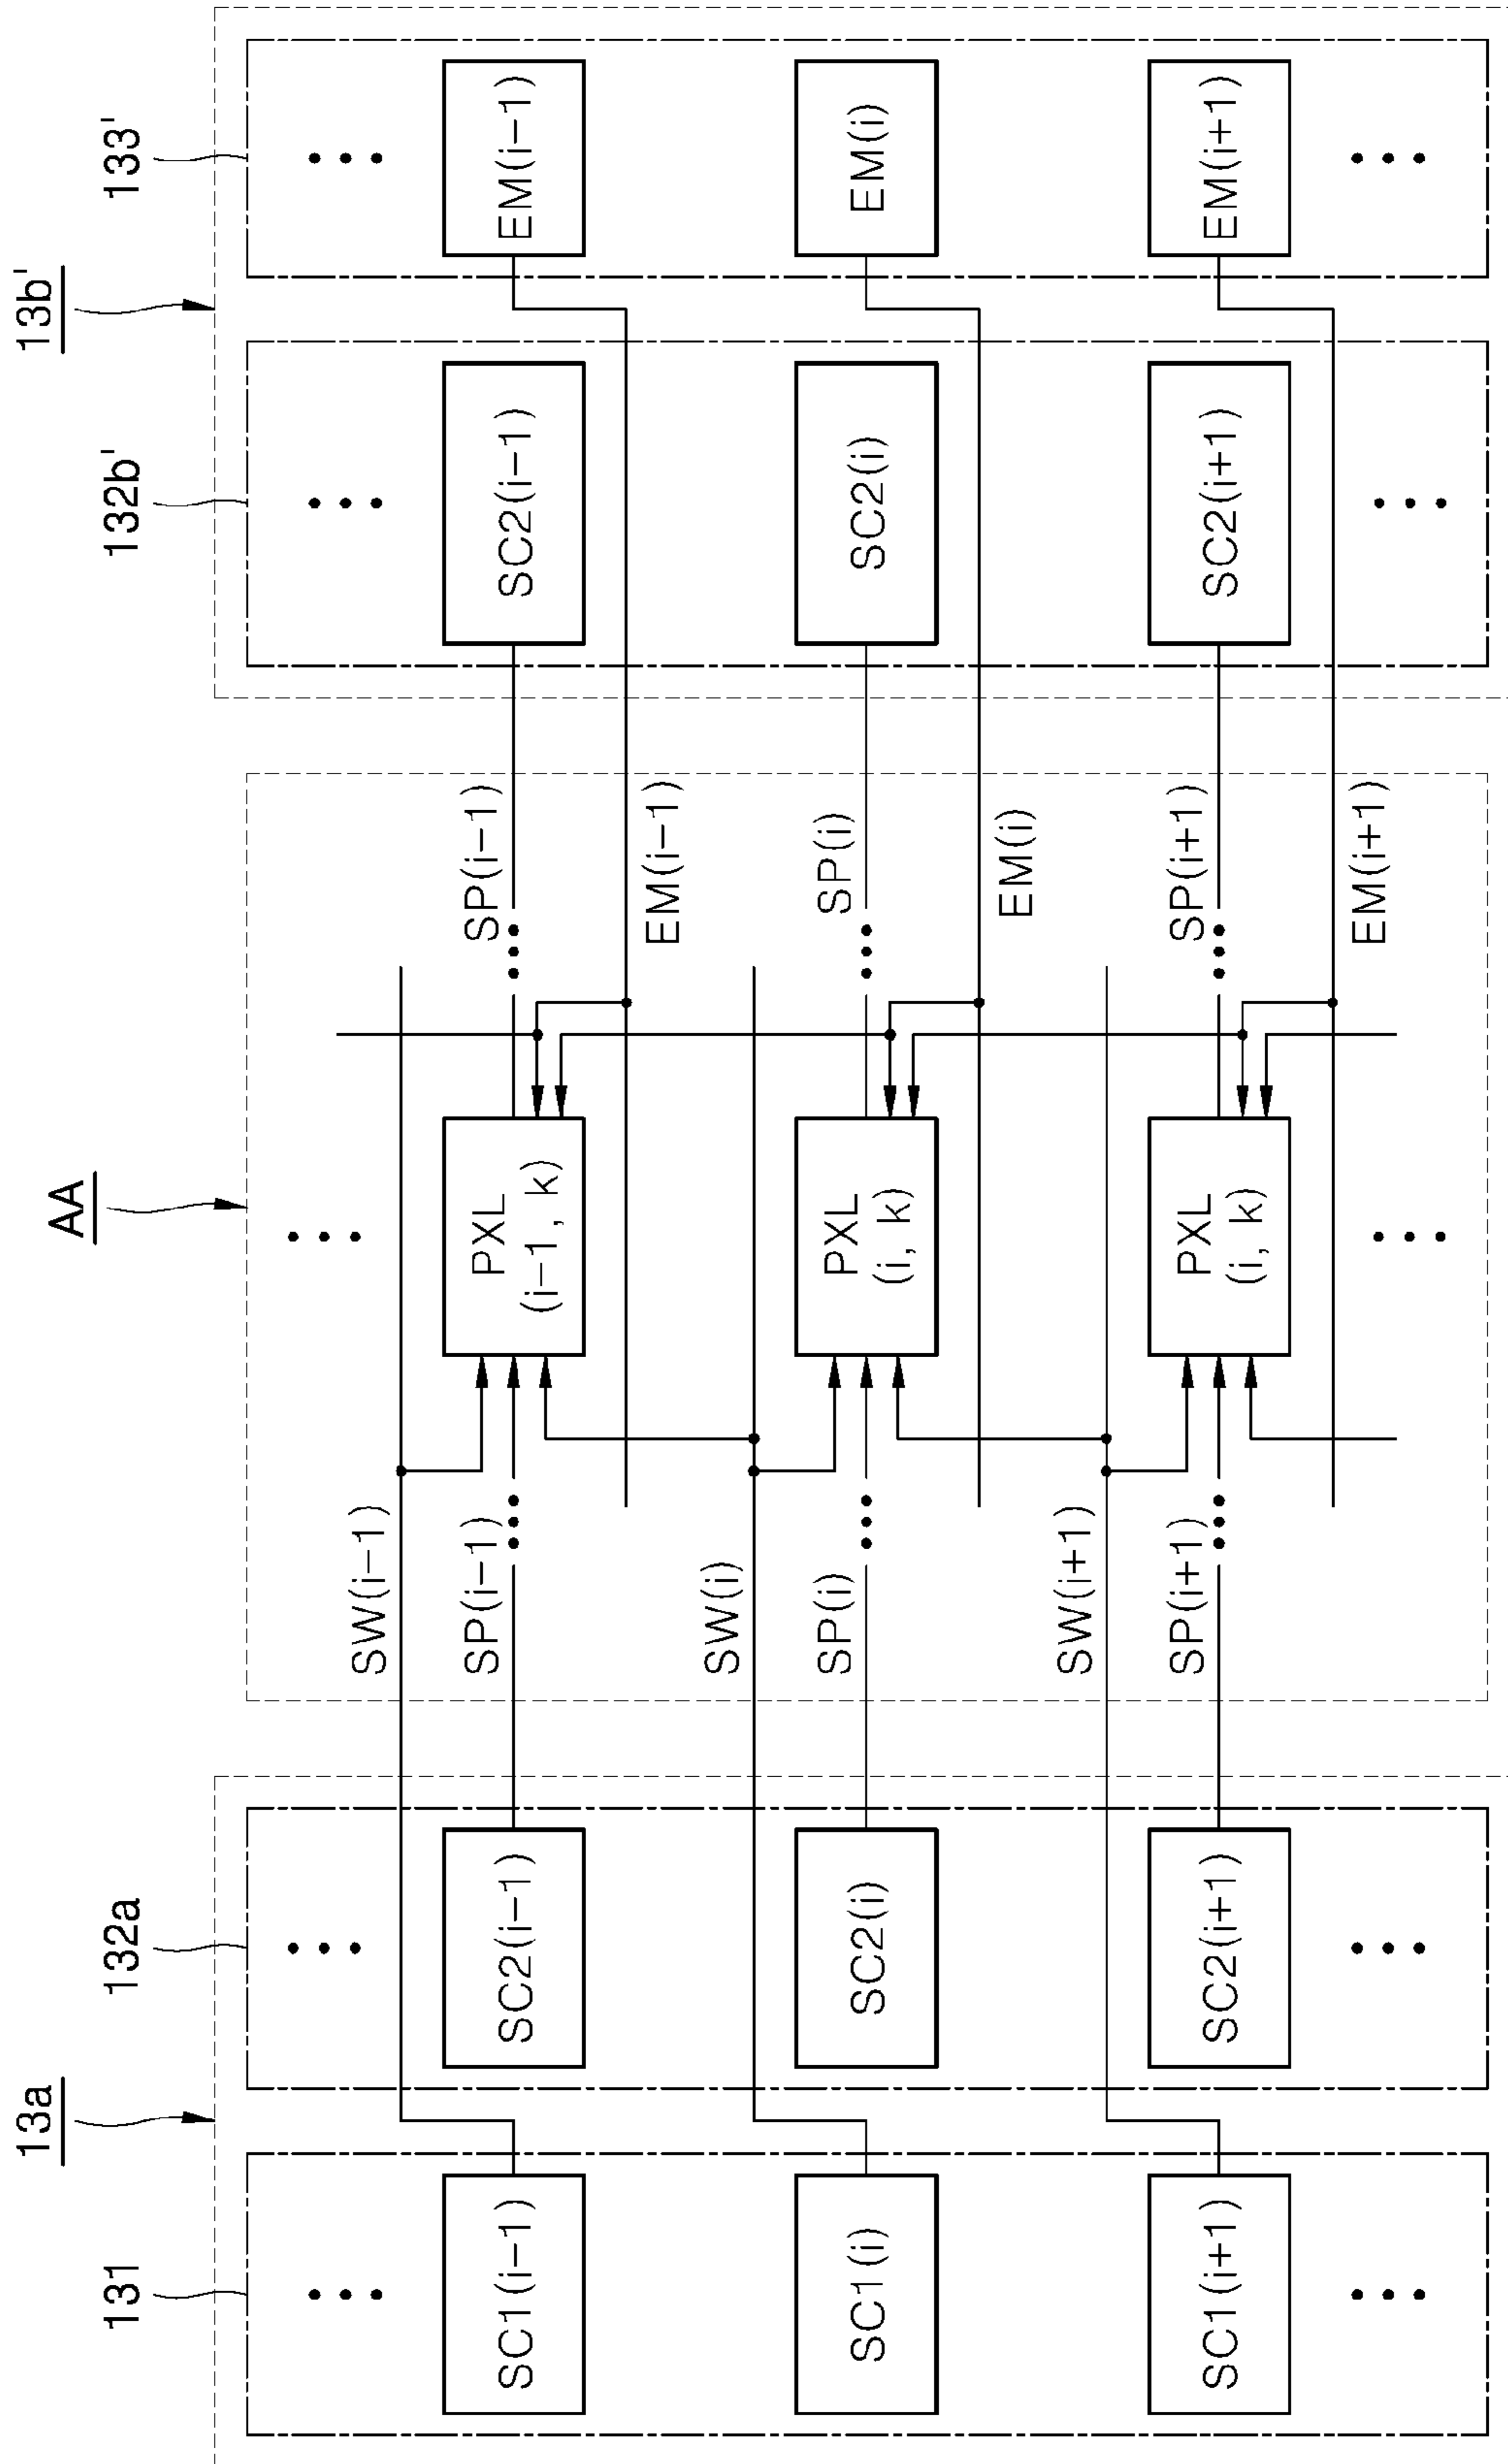 13a
AA
13b'
131
132a
132b'
133'
SW(i-1)
SC1(i-1)
SC2(i-1)
SP(i-1)
PXL
(i-1, k)
SP(i-1)
SC2(i-1)
EM(i-1)
EM(i-1)
SW(i)
SC1(i)
SC2(i)
SP(i)
PXL
(i, k)
SP(i)
SC2(i)
EM(i)
EM(i)
SW(i+1)
SC1(i+1)
SC2(i+1)
SP(i+1)
PXL
(i, k)
SP(i+1)
SC2(i+1)
EM(i+1)
EM(i+1)